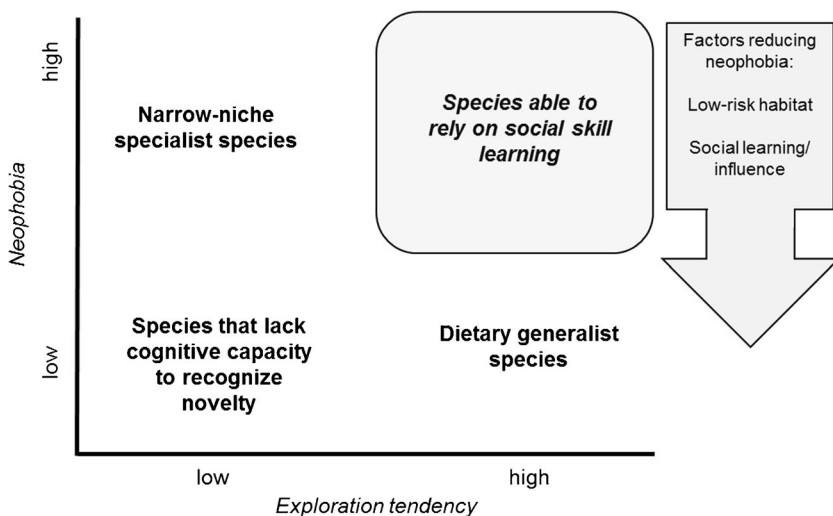 high
Neophobia
low
Narrow-niche
specialist species
Species able to
rely on social skill
learning
Factors reducing
neophobia:
Low-risk habitat
Social learning/
influence
Species that lack
cognitive capacity
to recognize
novelty
Dietary generalist
species
low
high
Exploration tendency